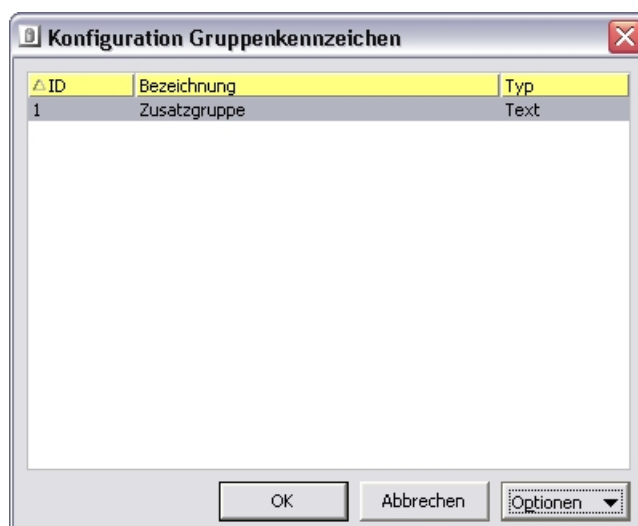 Konfiguration Gruppenkennzeichen
ID Bezeichnung Typ
1 Zusatzgruppe Text
OK Abbrechen Optionen